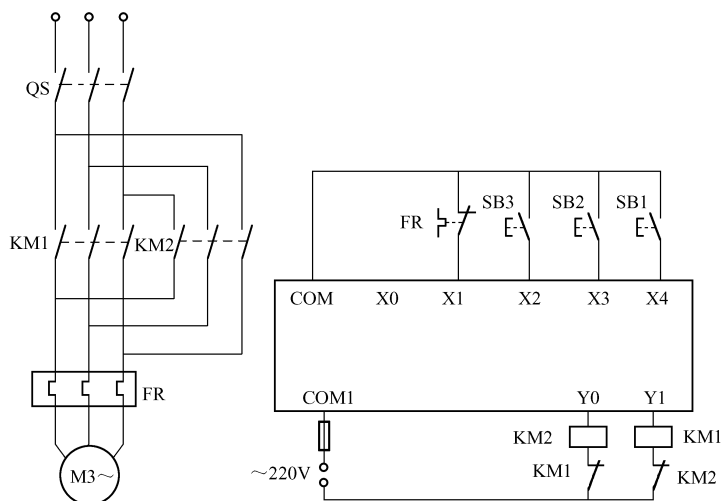 QS
KM1
KM2
FR
M3～
FR
SB3
SB2
SB1
COM
X0
X1
X2
X3
X4
COM1
Y0
Y1
KM2
KM1
～220V
KM1
KM2